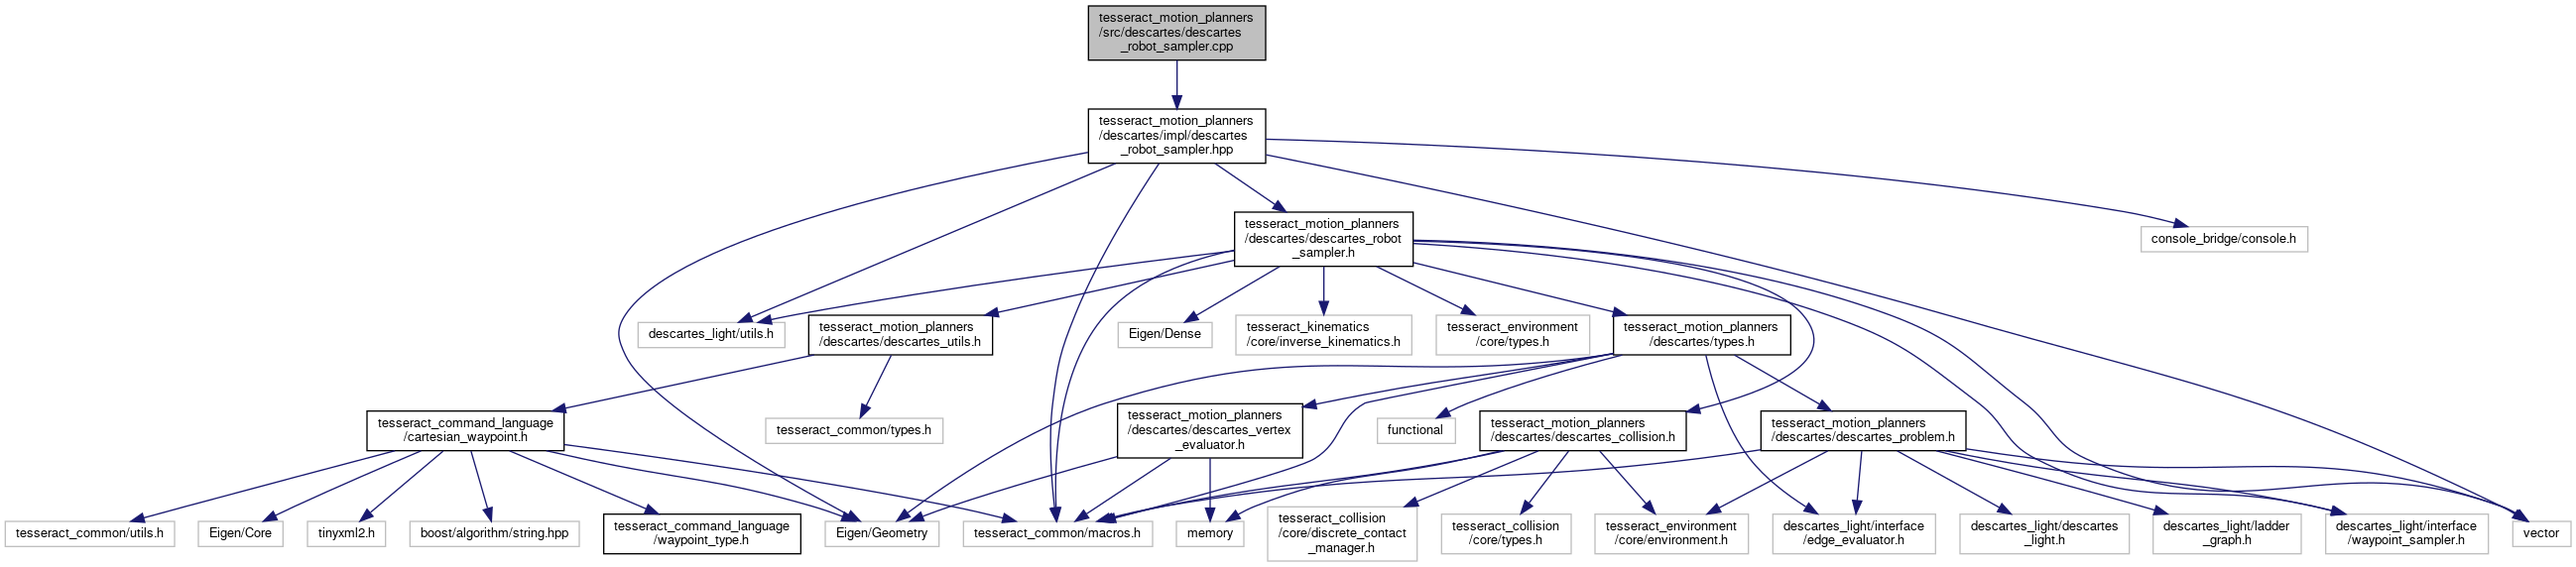 tesseract_motion_planners
/src/descartes/descartes
_robot_sampler.cpp
tesseract_motion_planners
/descartes/impl/descartes
_robot_sampler.hpp
tesseract_motion_planners
/descartes/descartes_robot
_sampler.h
console_bridge/console.h
descartes_light/utils.h
tesseract_motion_planners
/descartes/descartes_utils.h
Eigen/Dense
tesseract_kinematics
/core/inverse_kinematics.h
tesseract_environment
/core/types.h
tesseract_motion_planners
/descartes/types.h
tesseract_command_language
/cartesian_waypoint.h
tesseract_common/types.h
tesseract_motion_planners
/descartes/descartes_vertex
_evaluator.h
functional
tesseract_motion_planners
/descartes/descartes_collision.h
tesseract_motion_planners
/descartes/descartes_problem.h
tesseract_common/utils.h
Eigen/Core
tinyxml2.h
boost/algorithm/string.hpp
tesseract_command_language
/waypoint_type.h
Eigen/Geometry
tesseract_common/macros.h
memory
tesseract_collision
/core/discrete_contact
_manager.h
tesseract_collision
/core/types.h
tesseract_environment
/core/environment.h
descartes_light/interface
/edge_evaluator.h
descartes_light/descartes
_light.h
descartes_light/ladder
_graph.h
descartes_light/interface
/waypoint_sampler.h
vector